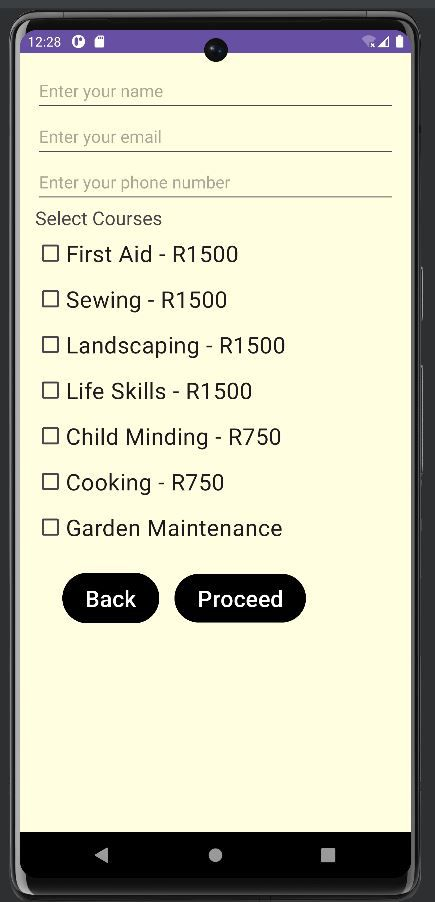 12:28
Enter your name
Enter your email
Enter your phone number
Select Courses
First Aid - R1500
Sewing - R1500
Landscaping - R1500
Life Skills - R1500
Child Minding - R750
Cooking - R750
Garden Maintenance
Back Proceed